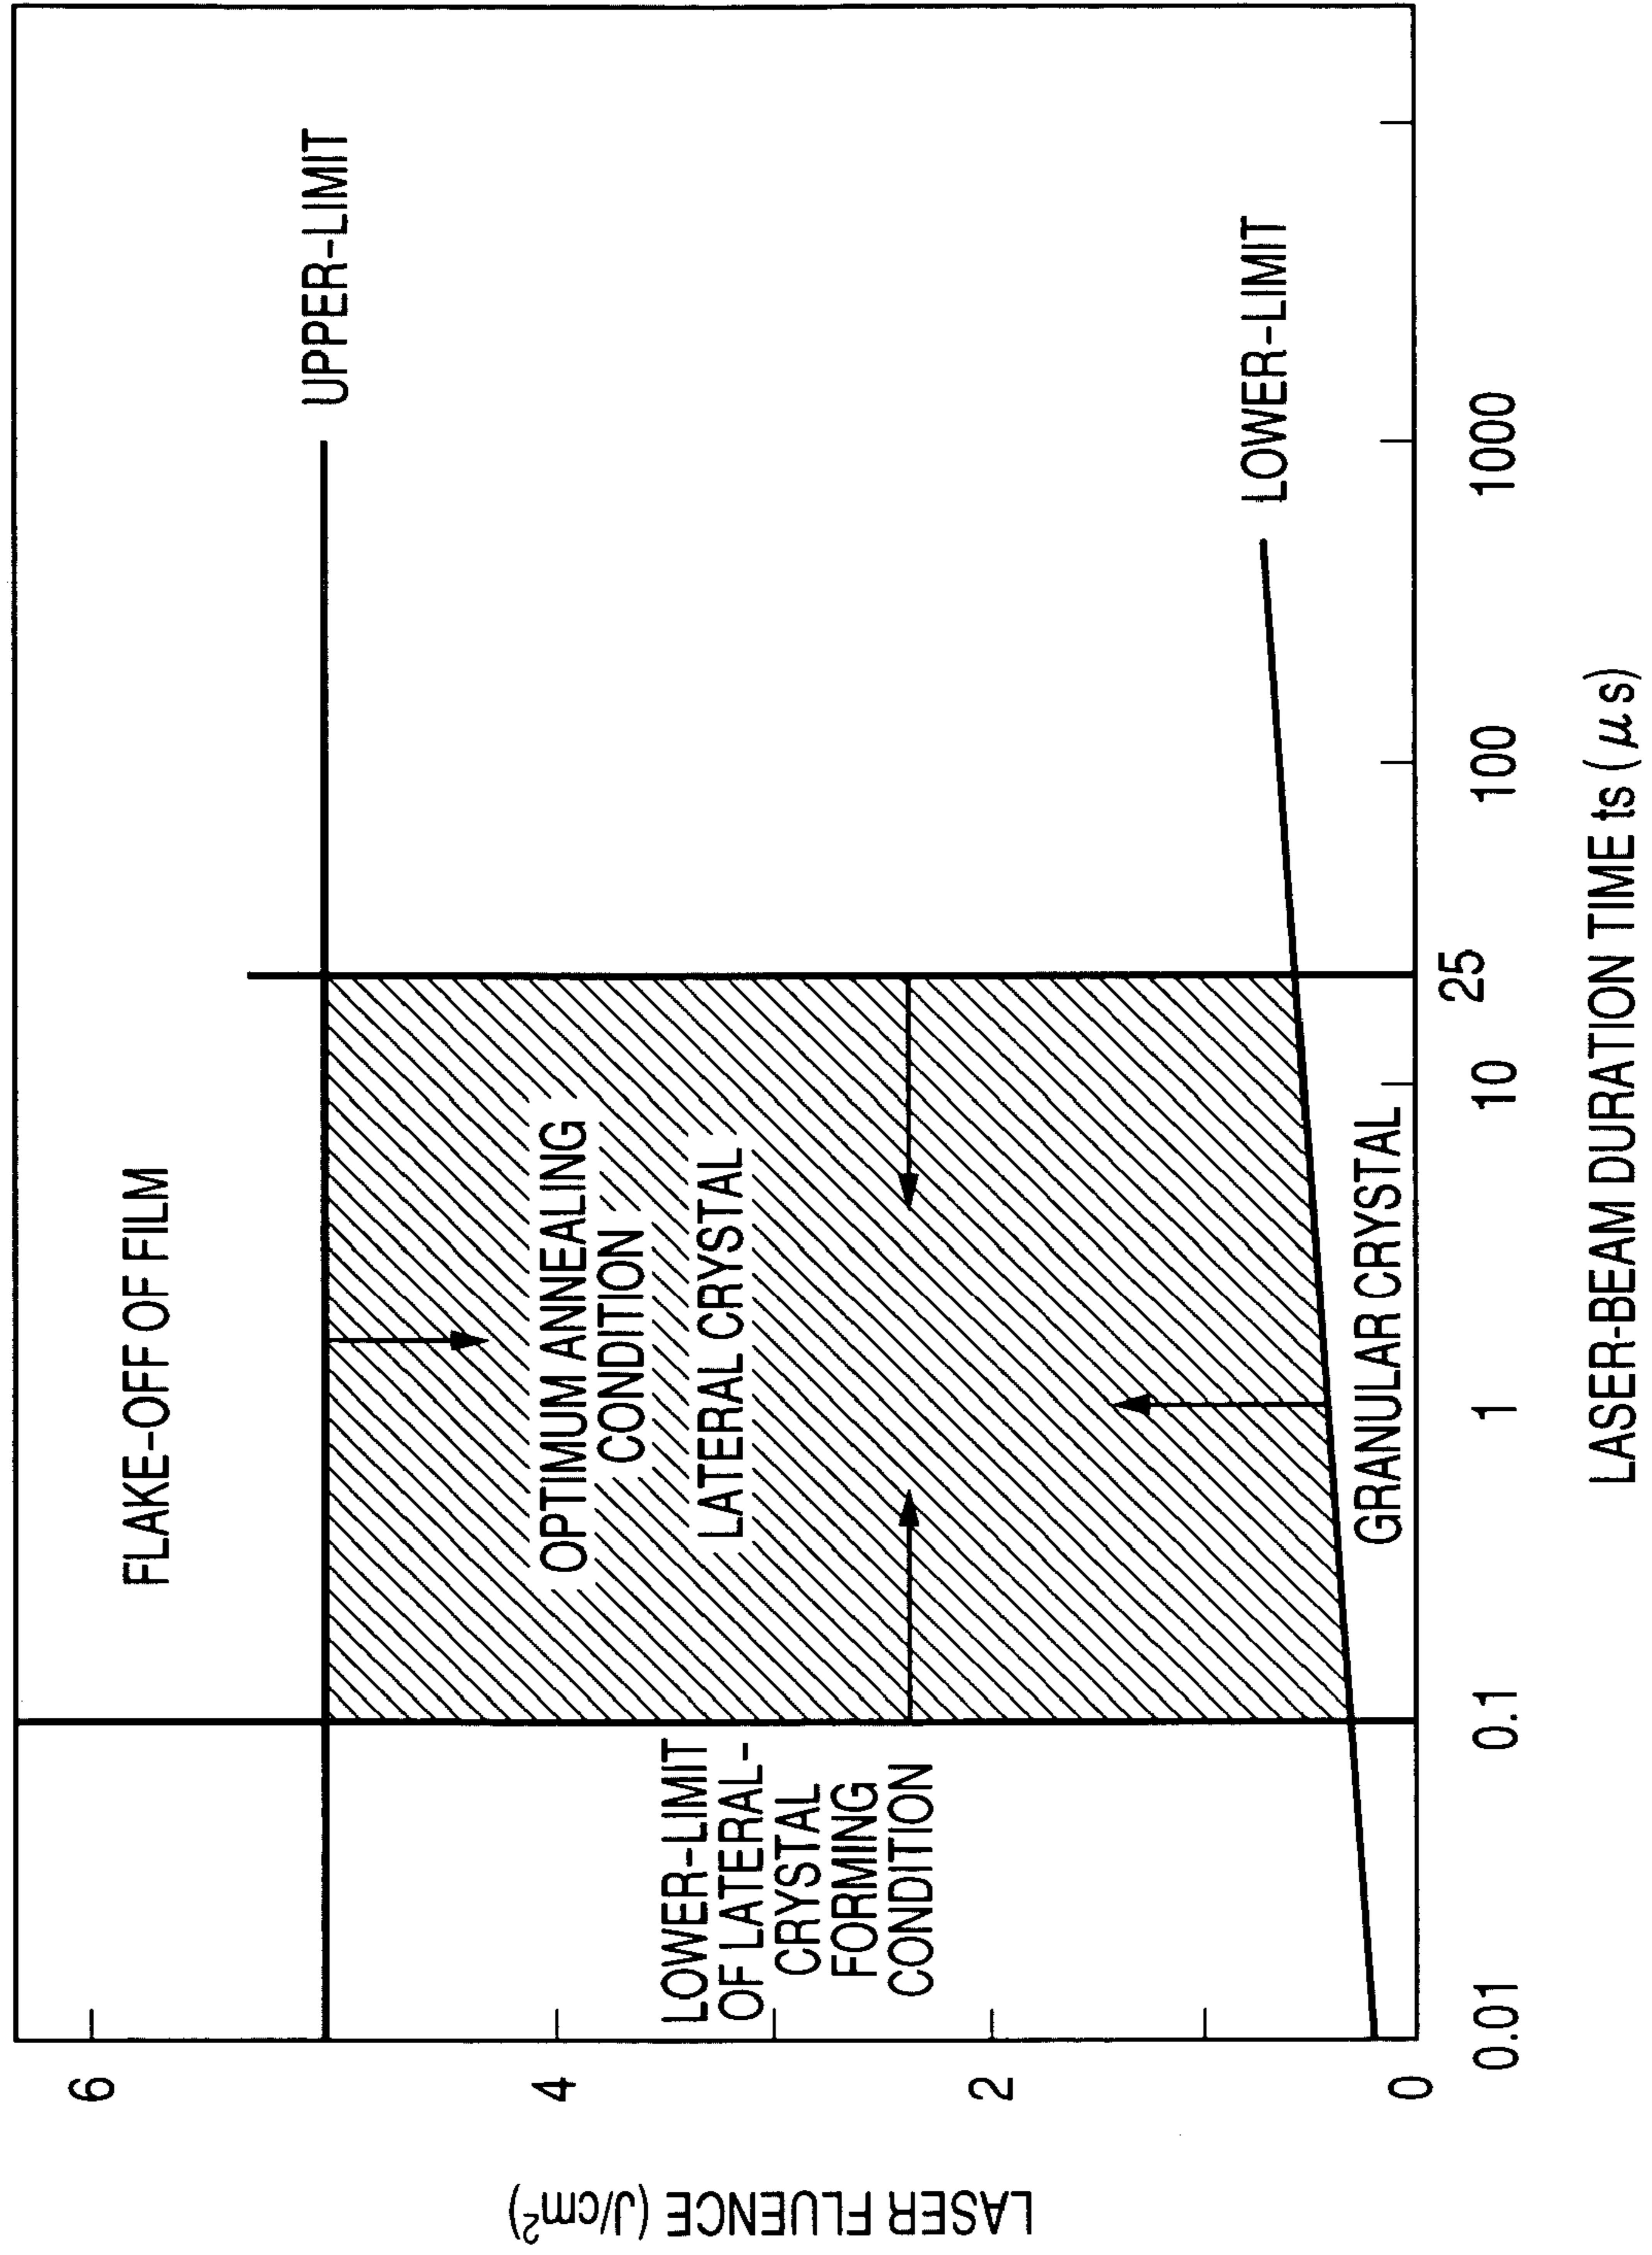 FLAKE-OFF OF FILM
UPPER-LIMIT
OPTIMUM ANNEALING
CONDITION
LATERAL CRYSTAL
LOWER-LIMIT
OF LATERAL-
CRYSTAL
FORMING
CONDITION
LOWER-LIMIT
GRANULAR CRYSTAL
6
4
2
0
LASER FLUENCE (J/cm²)
0.01
0.1
1
10
25
100
1000
LASER-BEAM DURATION TIME ts (μs)